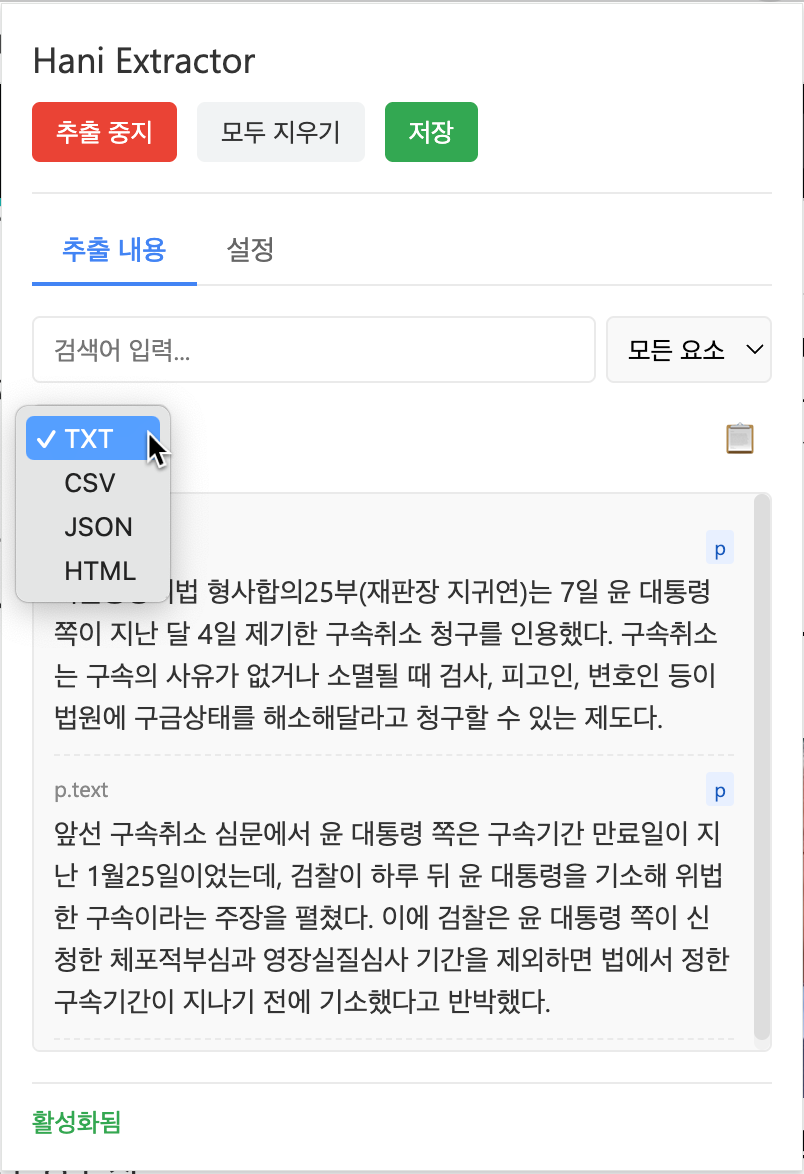 Hani Extractor
추출 중지
모두 지우기
저장
추출 내용
설정
검색어 입력...
모든 요소
TXT
CSV
JSON
HTML
p
형사합의25부(재판장 지귀연)는 7일 윤 대통령
쪽이 지난 달 4일 제기한 구속취소 청구를 인용했다. 구속취소
는 구속의 사유가 없거나 소멸될 때 검사, 피고인, 변호인 등이
법원에 구금상태를 해소해달라고 청구할 수 있는 제도다.
p.text
p
앞선 구속취소 심문에서 윤 대통령 쪽은 구속기간 만료일이 지
난 1월25일이었는데, 검찰이 하루 뒤 윤 대통령을 기소해 위법
한 구속이라는 주장을 펼쳤다. 이에 검찰은 윤 대통령 쪽이 신
청한 체포적부심과 영장실질심사 기간을 제외하면 법에서 정한
구속기간이 지나기 전에 기소했다고 반박했다.
활성화됨